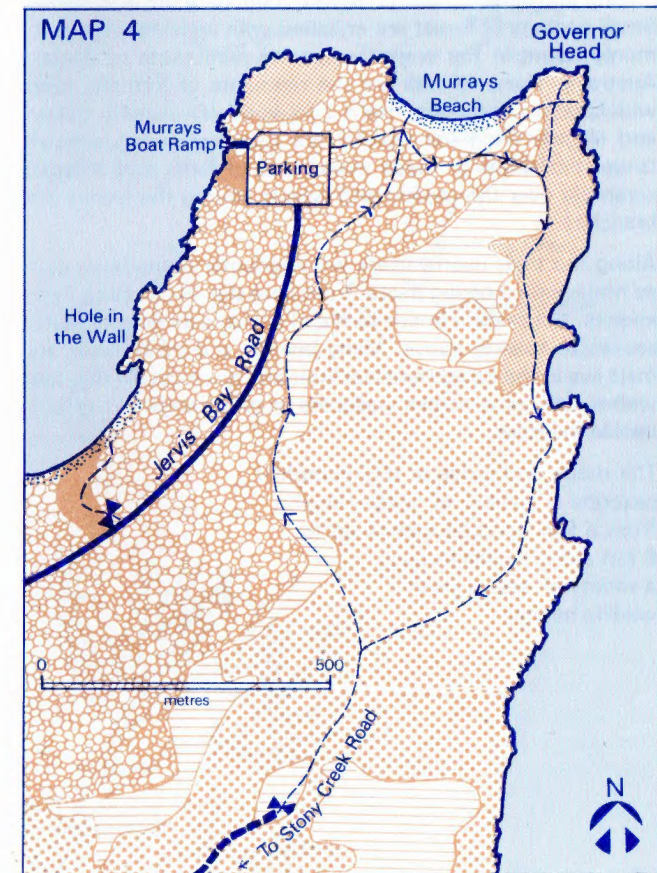 MAP 4
Governor
Head
Murrays
Beach
Murrays
Boat Ramp
Parking
Hole in
the Wall
Jervis Bay Road
0 500
metres
To Stony Creek Road
N